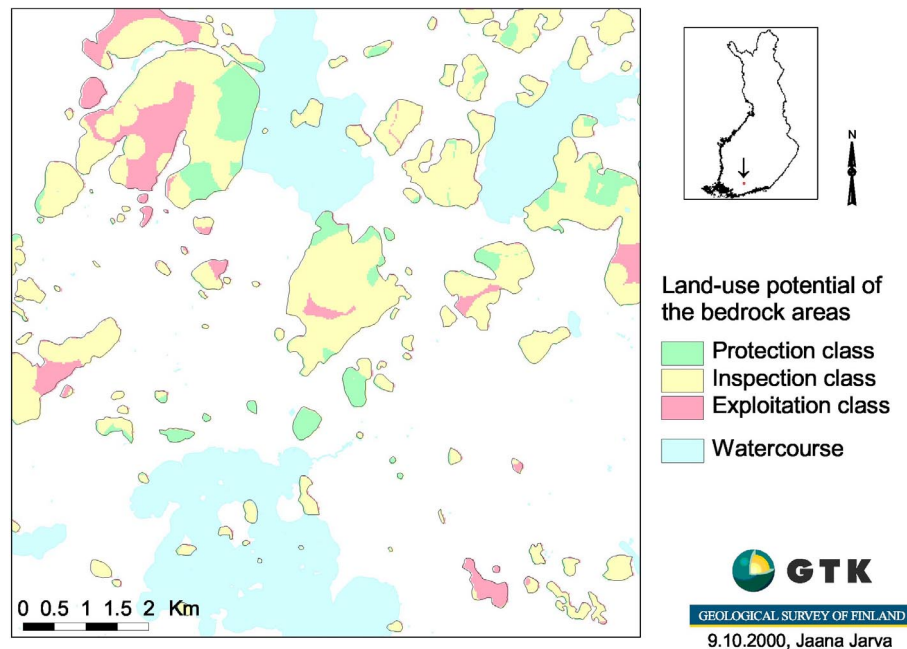 N
Land-use potential of
the bedrock areas
Protection class
Inspection class
Exploitation class
Watercourse
0 0.5 1 1.5 2 Km
GTK
GEOLOGICAL SURVEY OF FINLAND
9.10.2000, Jaana Jarva